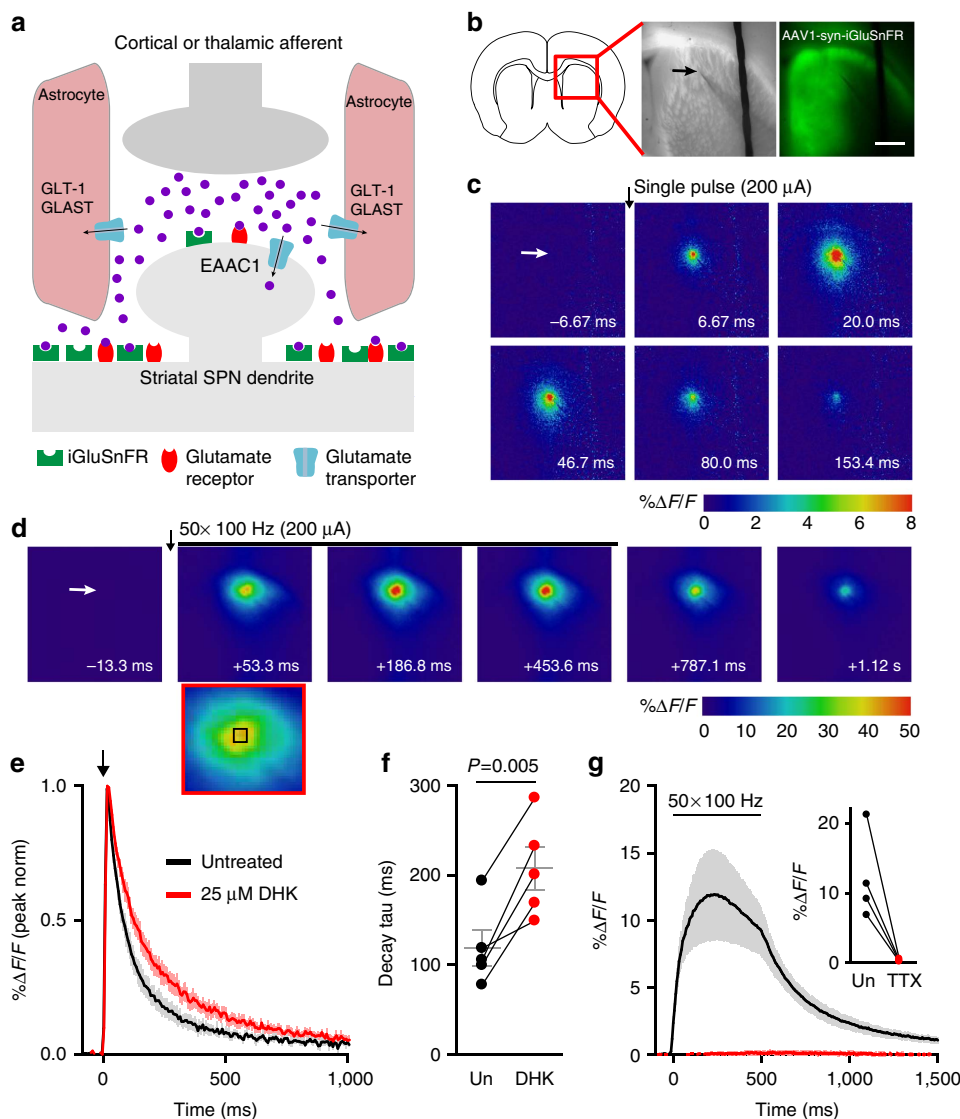 a
Cortical or thalamic afferent
Astrocyte
Astrocyte
GLT-1
GLAST
GLT-1
GLAST
EAAC1
Striatal SPN dendrite
iGluSnFR
Glutamate
receptor
Glutamate
transporter
b
AAV1-syn-iGluSnFR
c
Single pulse (200 μA)
–6.67 ms
6.67 ms
20.0 ms
46.7 ms
80.0 ms
153.4 ms
%ΔF/F
0 2 4 6 8
d
50× 100 Hz (200 μA)
–13.3 ms
+53.3 ms
+186.8 ms
+453.6 ms
+787.1 ms
+1.12 s
%ΔF/F
0 10 20 30 40 50
e
%ΔF/F (peak norm)
1.0
0.5
0.0
Untreated
25 μM DHK
0 500 1,000
Time (ms)
f
P=0.005
Decay tau (ms)
300
200
100
0
Un DHK
g
%ΔF/F
20
15
10
5
0
50×100 Hz
%ΔF/F
20
10
0
Un TTX
0 500 1,000 1,500
Time (ms)